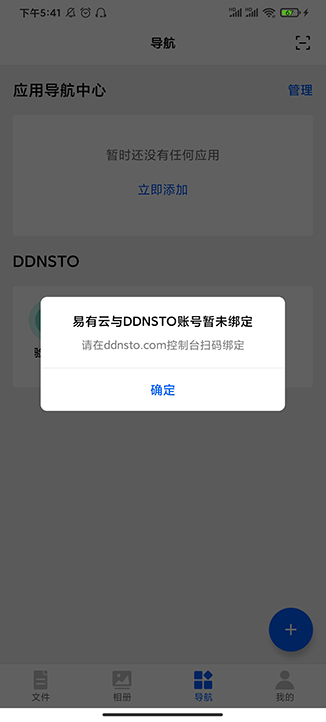 下午5:41
67
导航
应用导航中心
管理
暂时还没有任何应用
立即添加
DDNSTO
易有云与DDNSTO账号暂未绑定
请在ddnsto.com控制台扫码绑定
确定
文件
相册
导航
我的